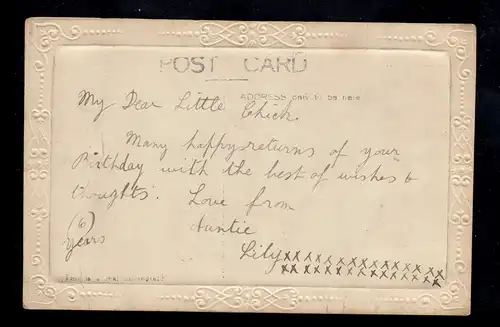 POST CARD
ADDRESS only to be here
My Dear Little Chick.
Many happy returns of your
Birthday with the best of wishes &
thoughts. Love from
(6) Auntie
years Lily xxxxxxxxxxxxxxx
xxxxxxxxxxxxxx